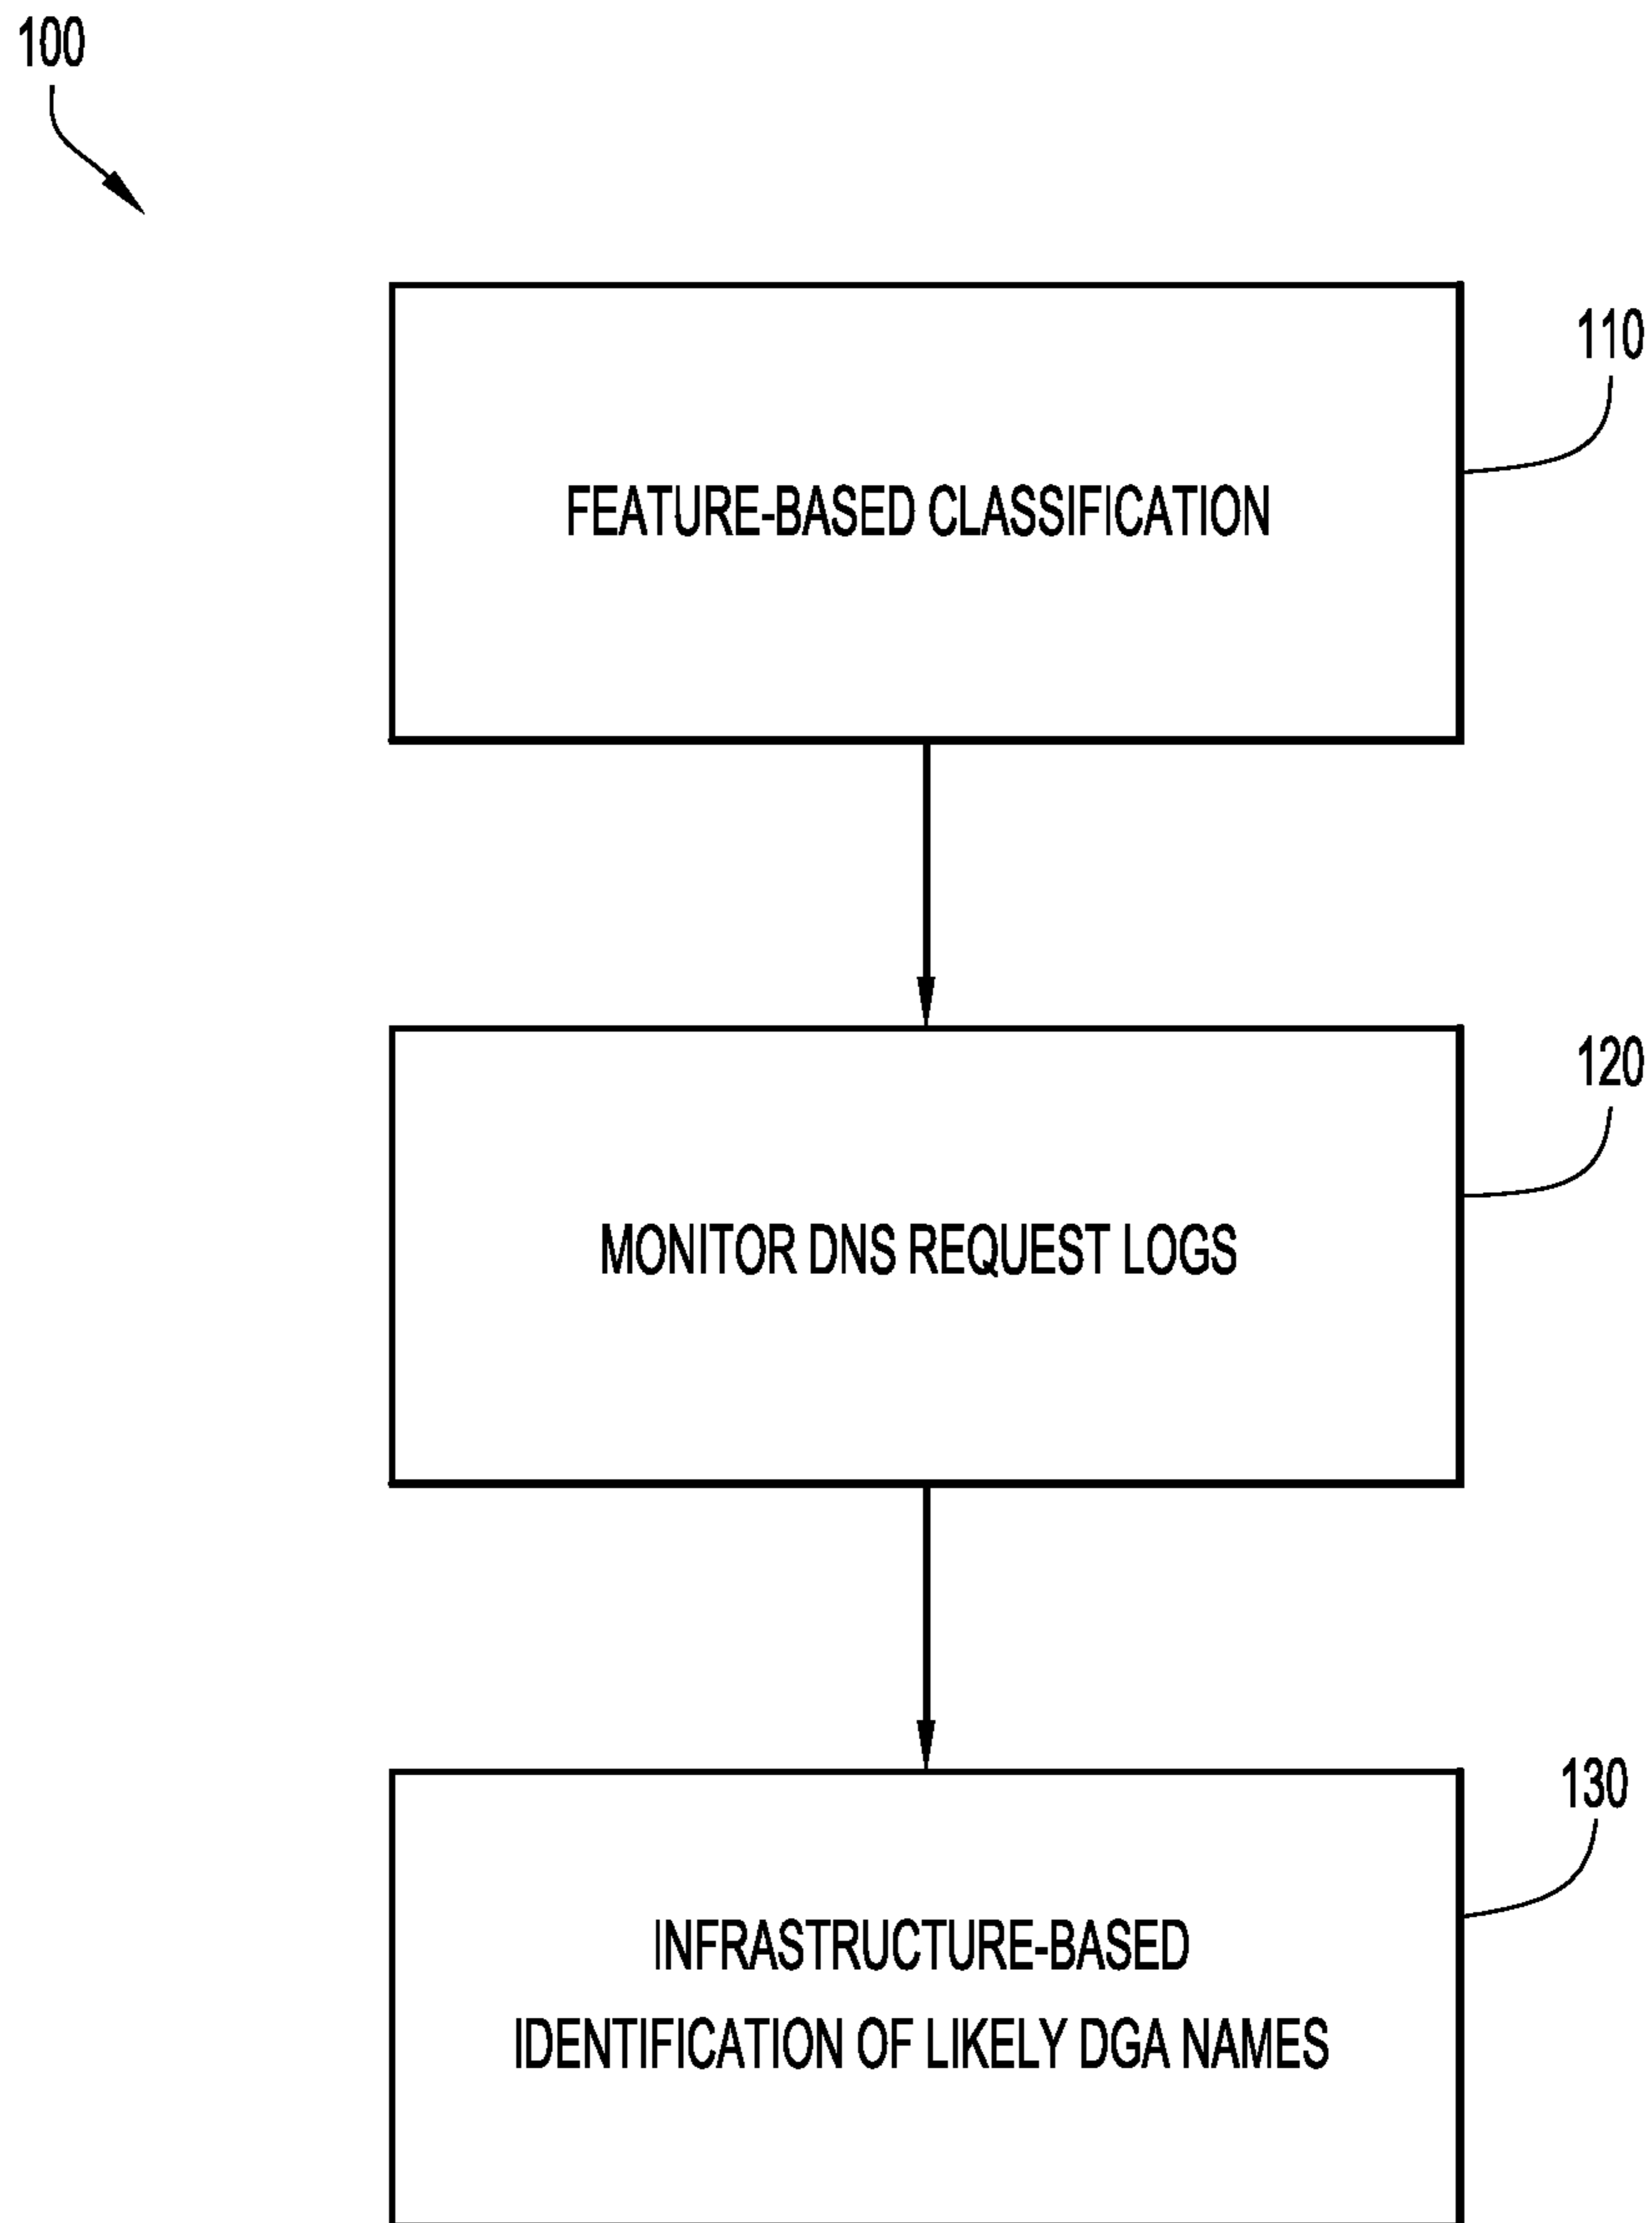 100
110
FEATURE-BASED CLASSIFICATION
120
MONITOR DNS REQUEST LOGS
130
INFRASTRUCTURE-BASED
IDENTIFICATION OF LIKELY DGA NAMES